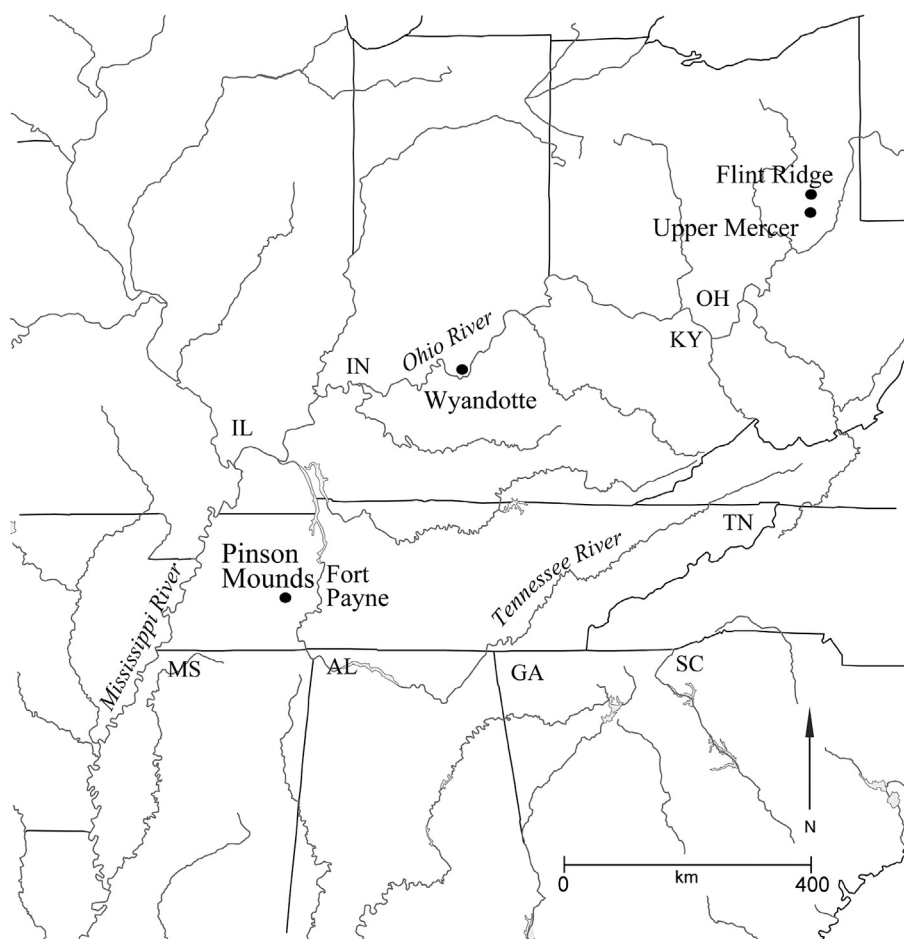 Flint Ridge
Upper Mercer
OH
KY
Ohio River
IN
Wyandotte
IL
TN
Pinson
Mounds
Fort
Payne
Tennessee River
Mississippi River
MS
AL
GA
SC
N
km
0
400